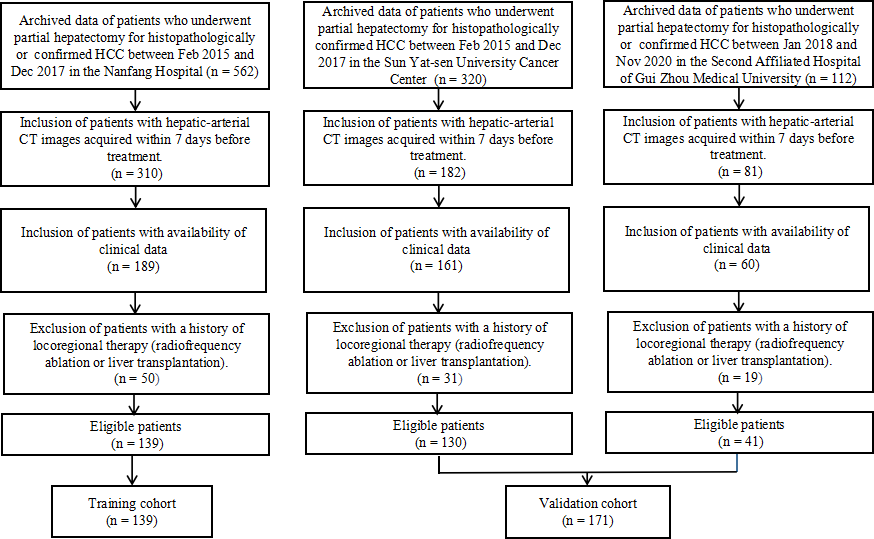 Archived data of patients who underwent
partial hepatectomy for histopathologically
or confirmed HCC between Feb 2015 and
Dec 2017 in the Nanfang Hospital (n = 562)
Inclusion of patients with hepatic-arterial
CT images acquired within 7 days before
treatment.
(n = 310)
Inclusion of patients with availability of
clinical data
(n = 189)
Exclusion of patients with a history of
locoregional therapy (radiofrequency
ablation or liver transplantation).
(n = 50)
Eligible patients
(n = 139)
Training cohort
(n = 139)
Archived data of patients who underwent
partial hepatectomy for histopathologically
confirmed HCC between Feb 2015 and Dec
2017 in the Sun Yat-sen University Cancer
Center (n = 320)
Inclusion of patients with hepatic-arterial
CT images acquired within 7 days before
treatment.
(n = 182)
Inclusion of patients with availability of
clinical data
(n = 161)
Exclusion of patients with a history of
locoregional therapy (radiofrequency
ablation or liver transplantation).
(n = 31)
Eligible patients
(n = 130)
Archived data of patients who underwent
partial hepatectomy for histopathologically
or confirmed HCC between Jan 2018 and
Nov 2020 in the Second Affiliated Hospital
of Gui Zhou Medical University (n = 112)
Inclusion of patients with hepatic-arterial
CT images acquired within 7 days before
treatment.
(n = 81)
Inclusion of patients with availability of
clinical data
(n = 60)
Exclusion of patients with a history of
locoregional therapy (radiofrequency
ablation or liver transplantation).
(n = 19)
Eligible patients
(n = 41)
Validation cohort
(n = 171)